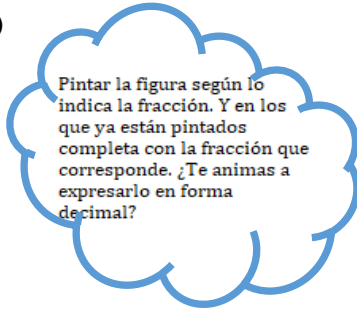 )
Pintar la figura según lo
indica la fracción. Y en los
que ya están pintados
completa con la fracción que
corresponde. ¿Te animas a
expresarlo en forma
decimal?